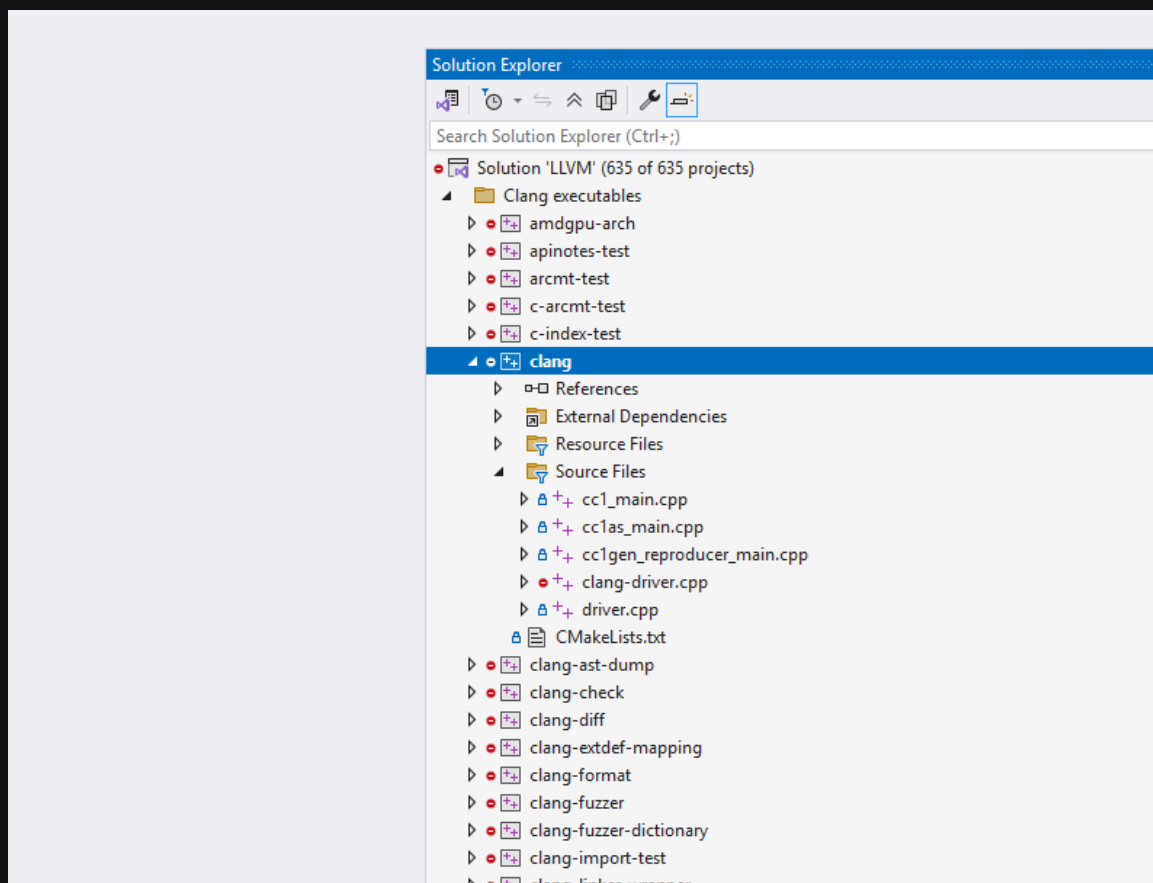 Solution Explorer
Search Solution Explorer (Ctrl+;)
Solution 'LLVM' (635 of 635 projects)
Clang executables
amdgpu-arch
apinotes-test
arcmt-test
c-arcmt-test
c-index-test
clang
References
External Dependencies
Resource Files
Source Files
cc1_main.cpp
cc1as_main.cpp
cc1gen_reproducer_main.cpp
clang-driver.cpp
driver.cpp
CMakeLists.txt
clang-ast-dump
clang-check
clang-diff
clang-extdef-mapping
clang-format
clang-fuzzer
clang-fuzzer-dictionary
clang-import-test